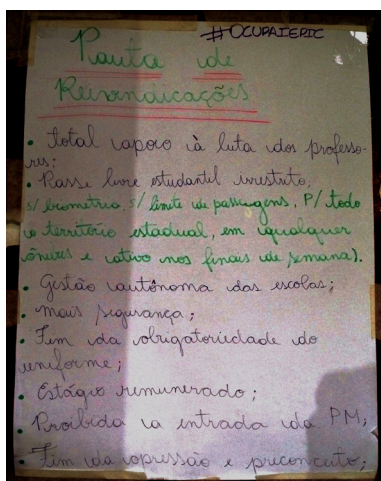 #OCUPAIERIC
Pauta de
Reivindicações
• Total apoio à luta dos professo-
res;
• Passe livre estudantil irrestrito,
s/ biometria, s/ limite de passagens, P/ todo
o território estadual, em qualquer
ônibus e ativo nos finais de semana).
• Gestão autônoma das escolas;
• mais segurança;
• Fim da obrigatoriedade do
uniforme;
• Estágio remunerado;
• Proibida a entrada da PM;
• Fim da opressão e preconceito;